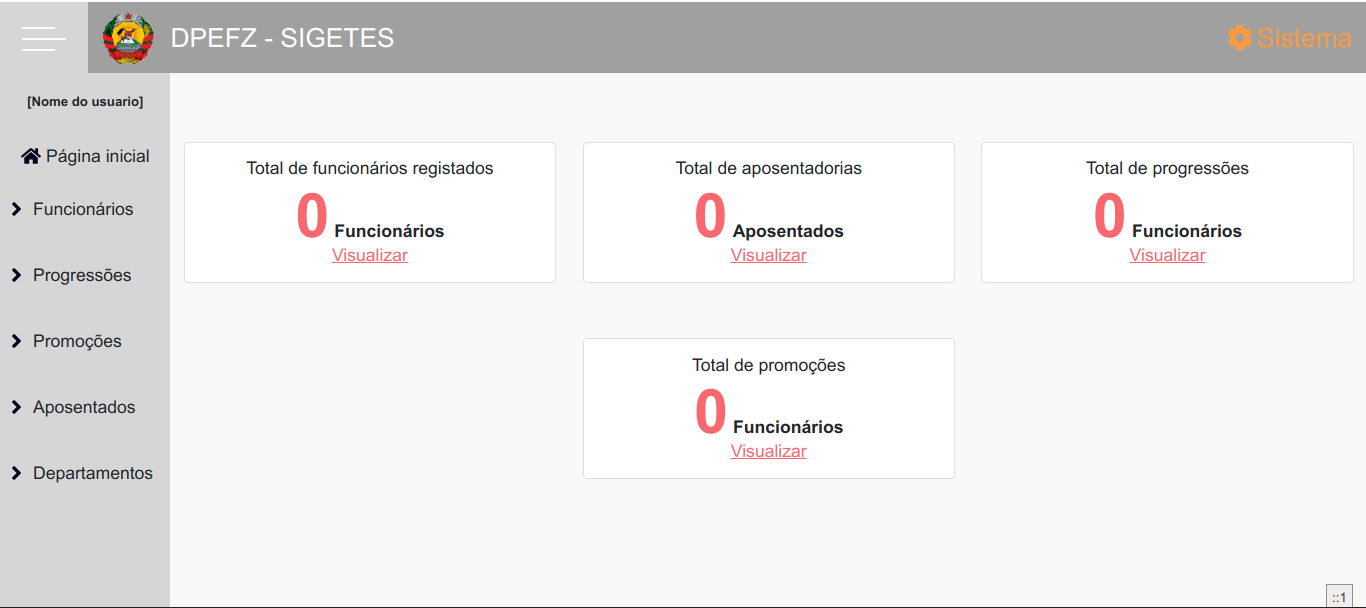 DPEFZ - SIGETES
Sistema
[Nome do usuario]
Página inicial
Funcionários
Progressões
Promoções
Aposentados
Departamentos
Total de funcionários registados
0 Funcionários
Visualizar
Total de aposentadorias
0 Aposentados
Visualizar
Total de progressões
0 Funcionários
Visualizar
Total de promoções
0 Funcionários
Visualizar
::1